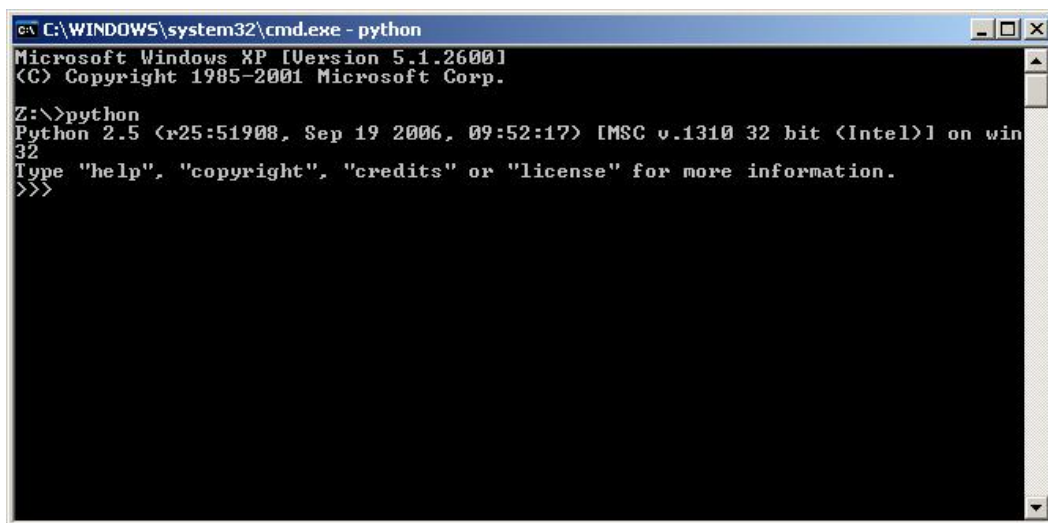 C:\WINDOWS\system32\cmd.exe - python
Microsoft Windows XP [Version 5.1.2600]
(C) Copyright 1985-2001 Microsoft Corp.
Z:\>python
Python 2.5 (r25:51908, Sep 19 2006, 09:52:17) [MSC v.1310 32 bit (Intel)] on win
32
Type "help", "copyright", "credits" or "license" for more information.
>>>